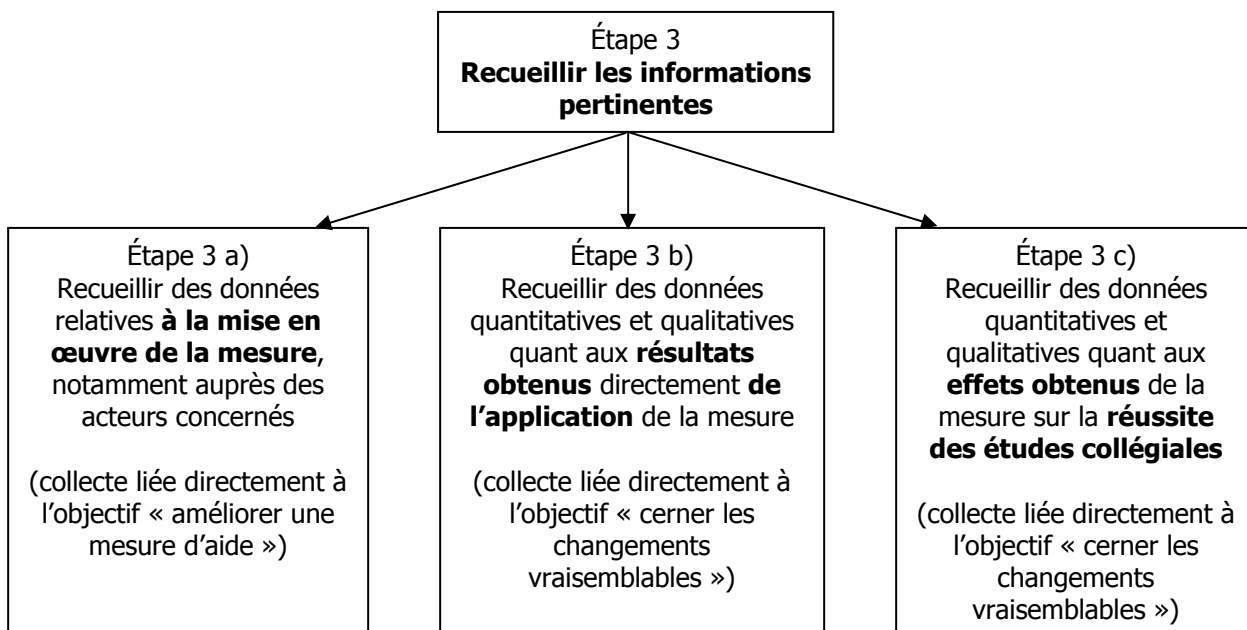 Étape 3
Recueillir les informations
pertinentes
Étape 3 a)
Recueillir des données
relatives à la mise en
œuvre de la mesure,
notamment auprès des
acteurs concernés
(collecte liée directement à
l’objectif « améliorer une
mesure d’aide »)
Étape 3 b)
Recueillir des données
quantitatives et qualitatives
quant aux résultats
obtenus directement de
l’application de la mesure
(collecte liée directement à
l’objectif « cerner les
changements
vraisemblables »)
Étape 3 c)
Recueillir des données
quantitatives et
qualitatives quant aux
effets obtenus de la
mesure sur la réussite
des études collégiales
(collecte liée directement à
l’objectif « cerner les
changements
vraisemblables »)